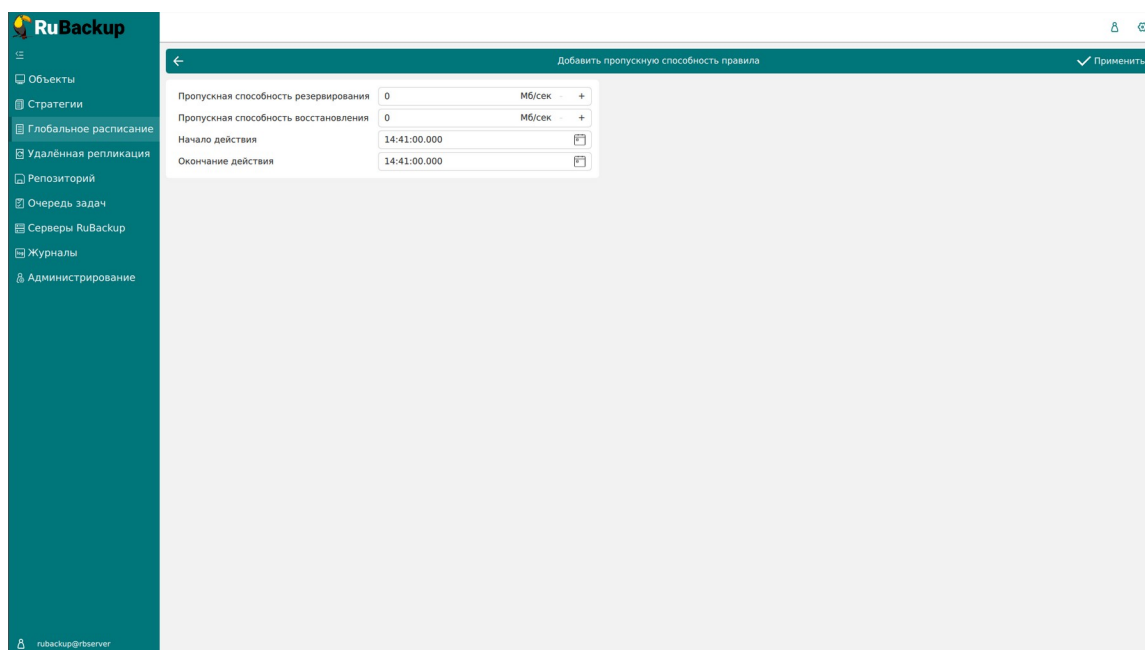 RuBackup
Добавить пропускную способность правила
Применить
Объекты
Стратегии
Глобальное расписание
Удалённая репликация
Репозиторий
Очередь задач
Серверы RuBackup
Журналы
Администрирование
Пропускная способность резервирования 0 Мб/сек - +
Пропускная способность восстановления 0 Мб/сек - +
Начало действия 14:41:00.000
Окончание действия 14:41:00.000
rubackup@rbserver